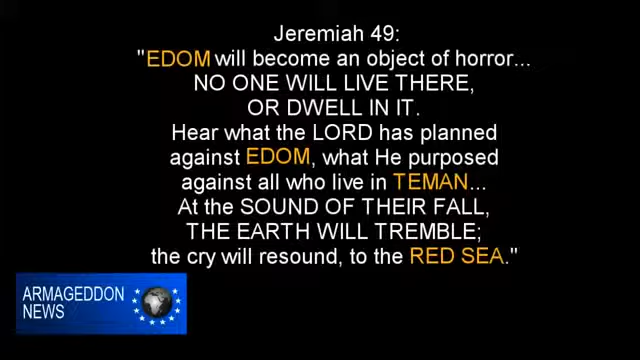 Jeremiah 49:
"EDOM will become an object of horror...
NO ONE WILL LIVE THERE,
OR DWELL IN IT.
Hear what the LORD has planned
against EDOM, what He purposed
against all who live in TEMAN...
At the SOUND OF THEIR FALL,
THE EARTH WILL TREMBLE;
the cry will resound, to the RED SEA."
ARMAGEDDON
NEWS